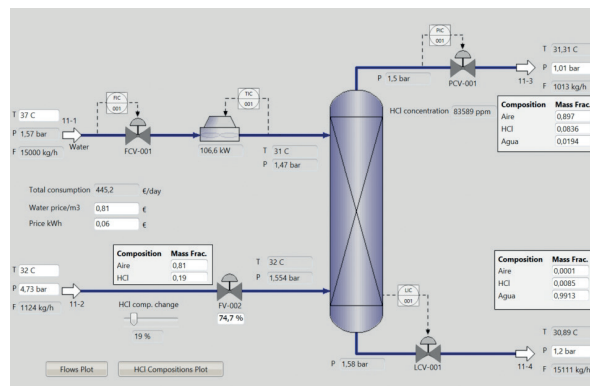 PIC
001
T 31,31 C
P 1,01 bar
F 1013 kg/h
PCV-001
11-3
P 1,5 bar
FIC
001
TIC
001
HCl concentration 83589 ppm
Composition Mass Frac.
Aire 0,897
HCl 0,0836
Agua 0,0194
T 37 C
11-1
P 1,57 bar
Water
F 15000 kg/h
FCV-001
106,6 kW
T 31 C
P 1,47 bar
Total consumption 445,2 €/day
Water price/m3 0,81 €
Price kWh 0,06 €
Composition Mass Frac.
Aire 0,81
HCl 0,19
T 32 C
P 1,554 bar
T 32 C
P 4,73 bar
11-2
F 1124 kg/h
HCl comp. change
19 %
FV-002
74,7 %
LIC
001
Composition Mass Frac.
Aire 0,0001
HCl 0,0085
Agua 0,9913
T 30,89 C
P 1,2 bar
F 15111 kg/h
11-4
P 1,58 bar
LCV-001
Flows Plot
HCl Compositions Plot